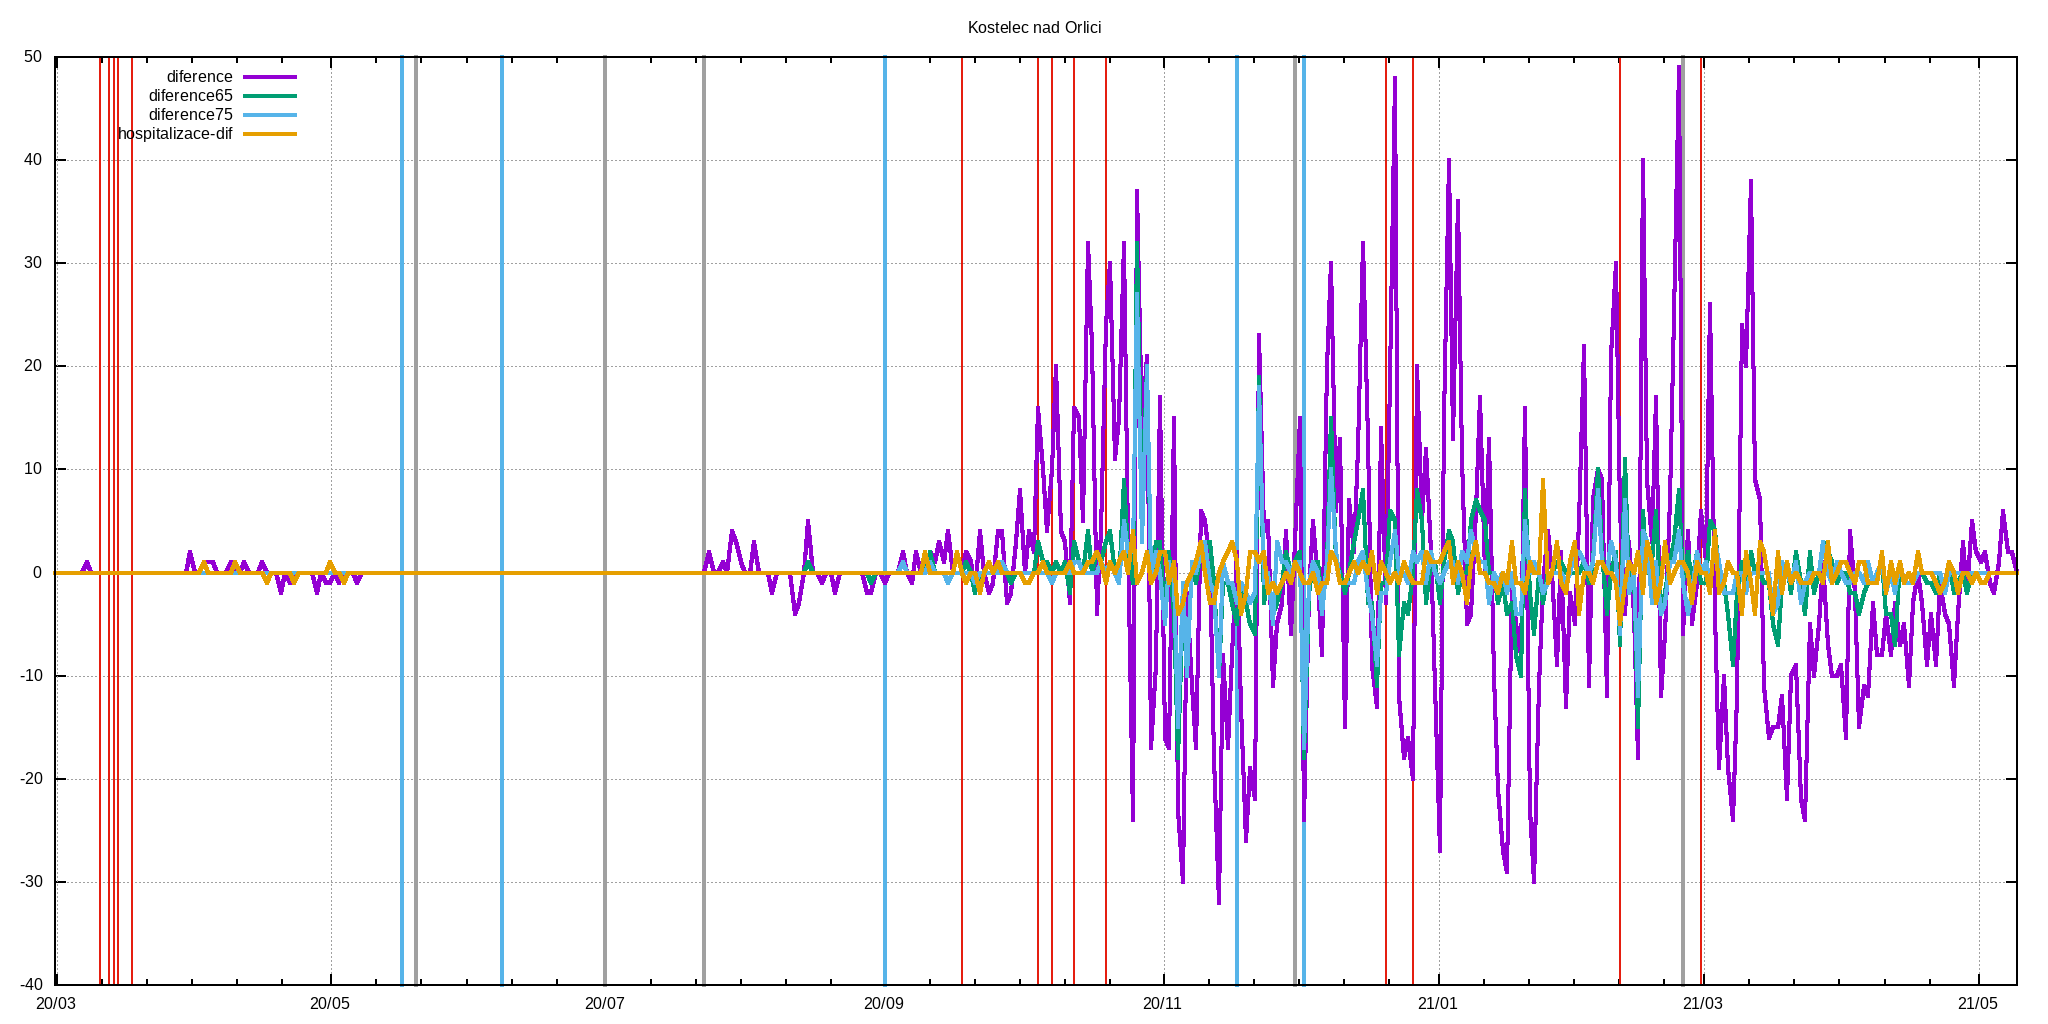 Kostelec nad Orlici
50
diference
diference65
diference75
hospitalizace-dif
40
30
20
10
0
-10
-20
-30
-40
20/03 20/05 20/07 20/09 20/11 21/01 21/03 21/05